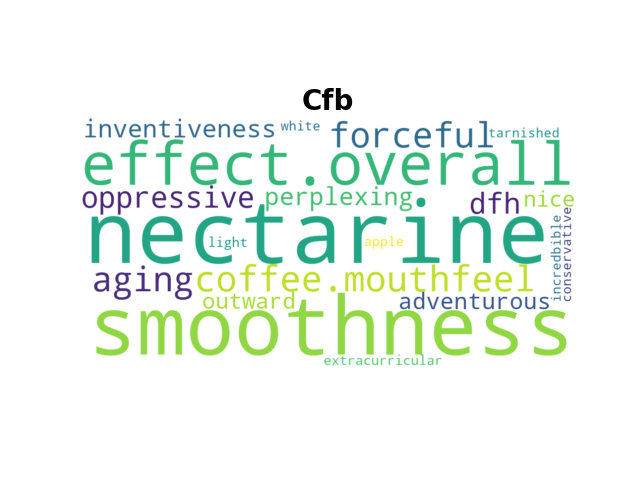 Cfb
inventiveness white forceful tarnished
effect.overall
oppressive perplexing dfh nice
nectarine
light apple
incredbible conservative
aging coffee.mouthfeel
outward adventurous
smoothness
extracurricular